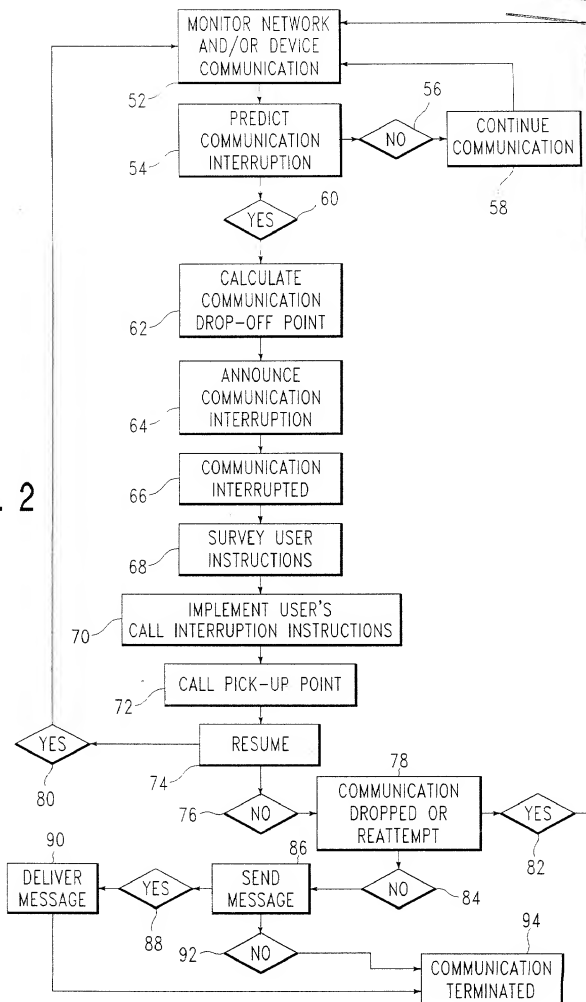 MONITOR NETWORK
AND/OR DEVICE
COMMUNICATION
52
PREDICT
COMMUNICATION
INTERRUPTION
54
NO
56
CONTINUE
COMMUNICATION
58
YES
60
CALCULATE
COMMUNICATION
DROP-OFF POINT
62
ANNOUNCE
COMMUNICATION
INTERRUPTION
64
. 2
COMMUNICATION
INTERRUPTED
66
SURVEY USER
INSTRUCTIONS
68
IMPLEMENT USER'S
CALL INTERRUPTION INSTRUCTIONS
70
CALL PICK-UP POINT
72
RESUME
74
YES
80
NO
76
78
COMMUNICATION
DROPPED OR
REATTEMPT
YES
82
NO
84
86
SEND
MESSAGE
YES
88
90
DELIVER
MESSAGE
NO
92
94
COMMUNICATION
TERMINATED